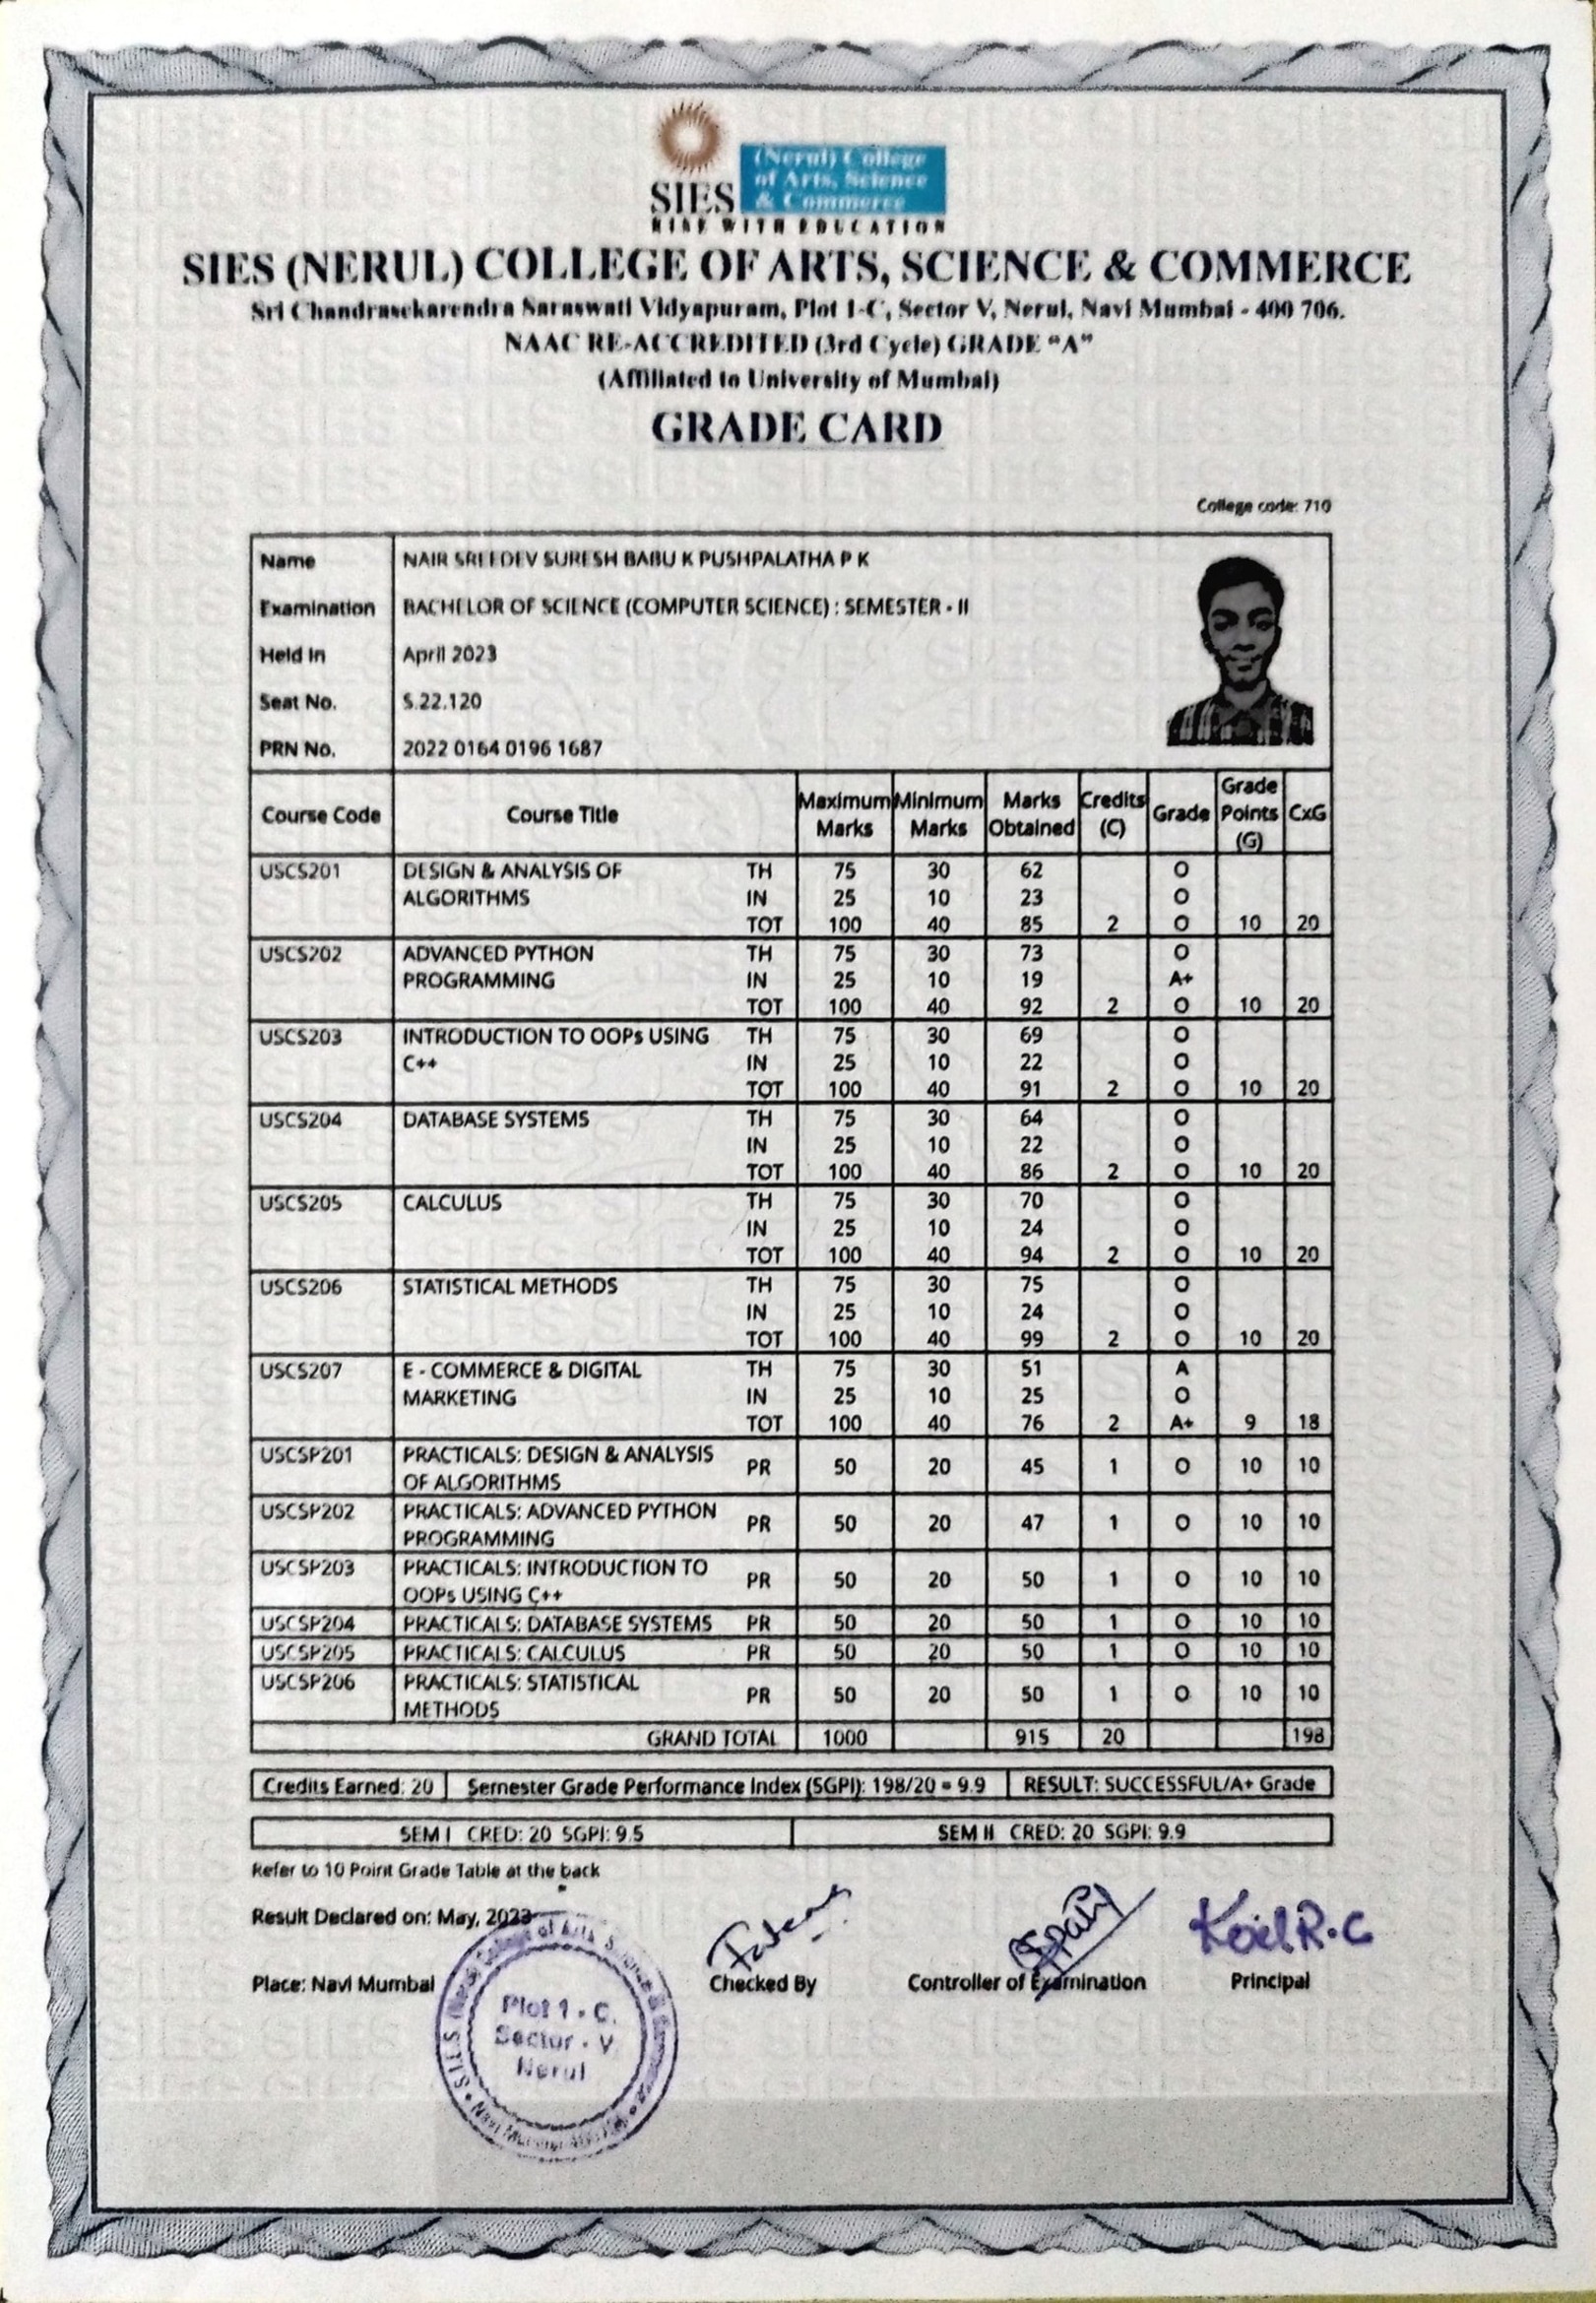 (Nerul) College
of Arts, Science
& Commerce
SIES
RISE WITH EDUCATION
SIES (NERUL) COLLEGE OF ARTS, SCIENCE & COMMERCE
Sri Chandrasekarendra Saraswati Vidyapuram, Plot 1-C, Sector V, Nerul, Navi Mumbai - 400 706.
NAAC RE-ACCREDITED (3rd Cycle) GRADE "A"
(Affiliated to University of Mumbai)
GRADE CARD
College code: 710
Name NAIR SREEDEV SURESH BABU K PUSHPALATHA P K
Examination BACHELOR OF SCIENCE (COMPUTER SCIENCE) : SEMESTER - II
Held In April 2023
Seat No. S.22.120
PRN No. 2022 0164 0196 1687
Course Code Course Title Maximum Marks Minimum Marks Marks Obtained Credits (C) Grade Grade Points (G) CxG
USCS201 DESIGN & ANALYSIS OF TH 75 30 62 O
ALGORITHMS IN 25 10 23 O
TOT 100 40 85 2 O 10 20
USCS202 ADVANCED PYTHON TH 75 30 73 O
PROGRAMMING IN 25 10 19 A+
TOT 100 40 92 2 O 10 20
USCS203 INTRODUCTION TO OOPs USING TH 75 30 69 O
C++ IN 25 10 22 O
TOT 100 40 91 2 O 10 20
USCS204 DATABASE SYSTEMS TH 75 30 64 O
IN 25 10 22 O
TOT 100 40 86 2 O 10 20
USCS205 CALCULUS TH 75 30 70 O
IN 25 10 24 O
TOT 100 40 94 2 O 10 20
USCS206 STATISTICAL METHODS TH 75 30 75 O
IN 25 10 24 O
TOT 100 40 99 2 O 10 20
USCS207 E - COMMERCE & DIGITAL TH 75 30 51 A
MARKETING IN 25 10 25 O
TOT 100 40 76 2 A+ 9 18
USCSP201 PRACTICALS: DESIGN & ANALYSIS
OF ALGORITHMS PR 50 20 45 1 O 10 10
USCSP202 PRACTICALS: ADVANCED PYTHON
PROGRAMMING PR 50 20 47 1 O 10 10
USCSP203 PRACTICALS: INTRODUCTION TO
OOPs USING C++ PR 50 20 50 1 O 10 10
USCSP204 PRACTICALS: DATABASE SYSTEMS PR 50 20 50 1 O 10 10
USCSP205 PRACTICALS: CALCULUS PR 50 20 50 1 O 10 10
USCSP206 PRACTICALS: STATISTICAL
METHODS PR 50 20 50 1 O 10 10
GRAND TOTAL 1000 915 20 198
Credits Earned: 20 Semester Grade Performance Index (SGPI): 198/20 = 9.9 RESULT: SUCCESSFUL/A+ Grade
SEM I CRED: 20 SGPI: 9.5 SEM II CRED: 20 SGPI: 9.9
Refer to 10 Point Grade Table at the back
Result Declared on: May, 2023
Koel R.C
Place: Navi Mumbai Checked By Controller of Examination Principal
Plot 1 - C,
Sector - V
Nerul